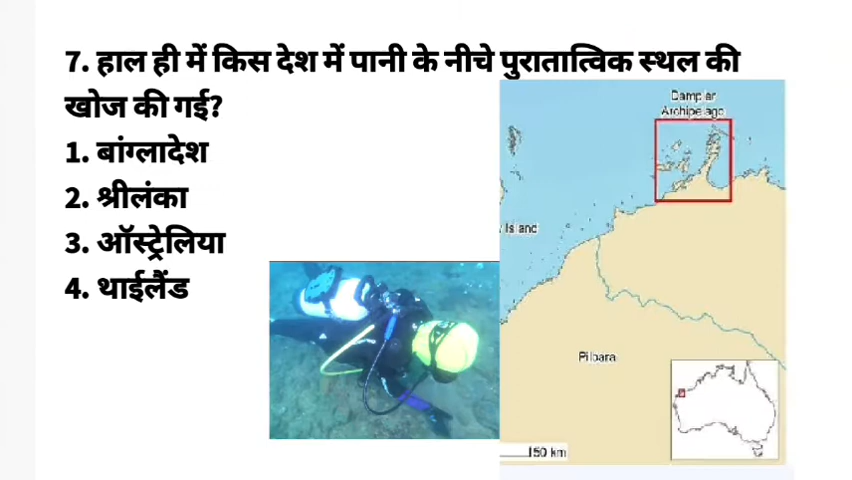 7. हाल ही में किस देश में पानी के नीचे पुरातात्विक स्थल की
खोज की गई?
1. बांग्लादेश
2. श्रीलंका
3. ऑस्ट्रेलिया
4. थाईलैंड
Dampier
Archipelago
Island
Pilbara
150 km